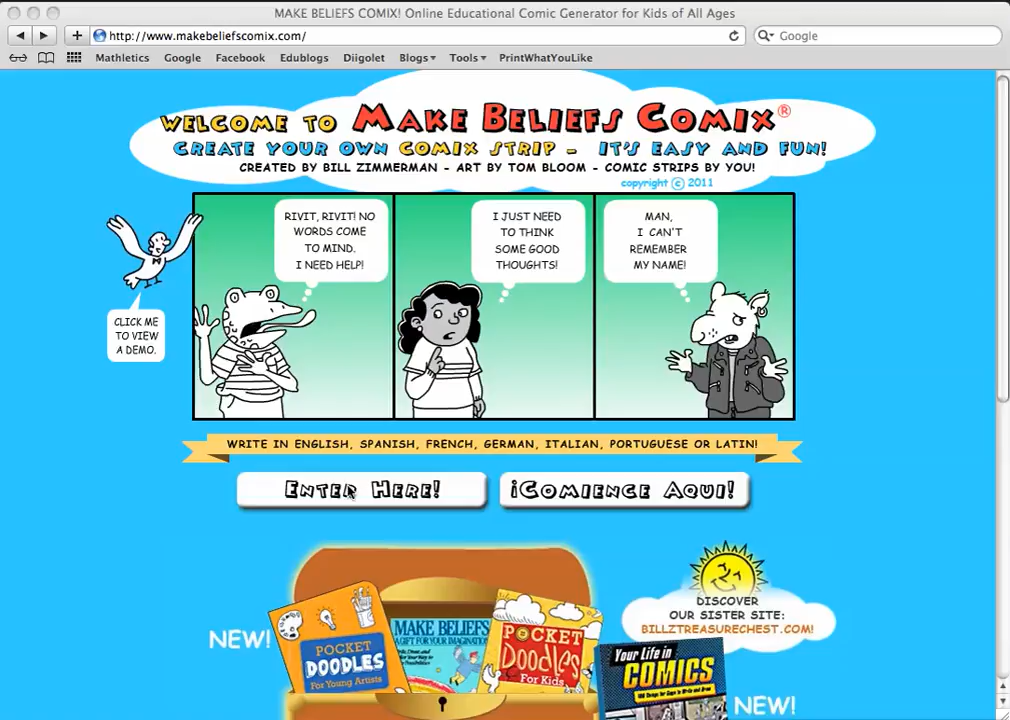 MAKE BELIEFS COMIX! Online Educational Comic Generator for Kids of All Ages
http://www.makebeliefscomix.com/
Google
Mathletics Google Facebook Edublogs Diigolet Blogs Tools PrintWhatYouLike
WELCOME TO MAKE BELIEFS COMIX®
CREATE YOUR OWN COMIX STRIP - IT'S EASY AND FUN!
CREATED BY BILL ZIMMERMAN - ART BY TOM BLOOM - COMIC STRIPS BY YOU!
copyright © 2011
RIVIT, RIVIT! NO
WORDS COME
TO MIND.
I NEED HELP!
I JUST NEED
TO THINK
SOME GOOD
THOUGHTS!
MAN,
I CAN'T
REMEMBER
MY NAME!
CLICK ME
TO VIEW
A DEMO.
WRITE IN ENGLISH, SPANISH, FRENCH, GERMAN, ITALIAN, PORTUGUESE OR LATIN!
ENTER HERE!
¡COMIENCE AQUI!
DISCOVER
OUR SISTER SITE:
BILLZTREASURECHEST.COM!
NEW!
POCKET
DOODLES
For Young Artists
MAKE BELIEFS
A GIFT FOR YOUR IMAGINATION
POCKET
Doodles
For Kids
Your Life in
COMICS
NEW!